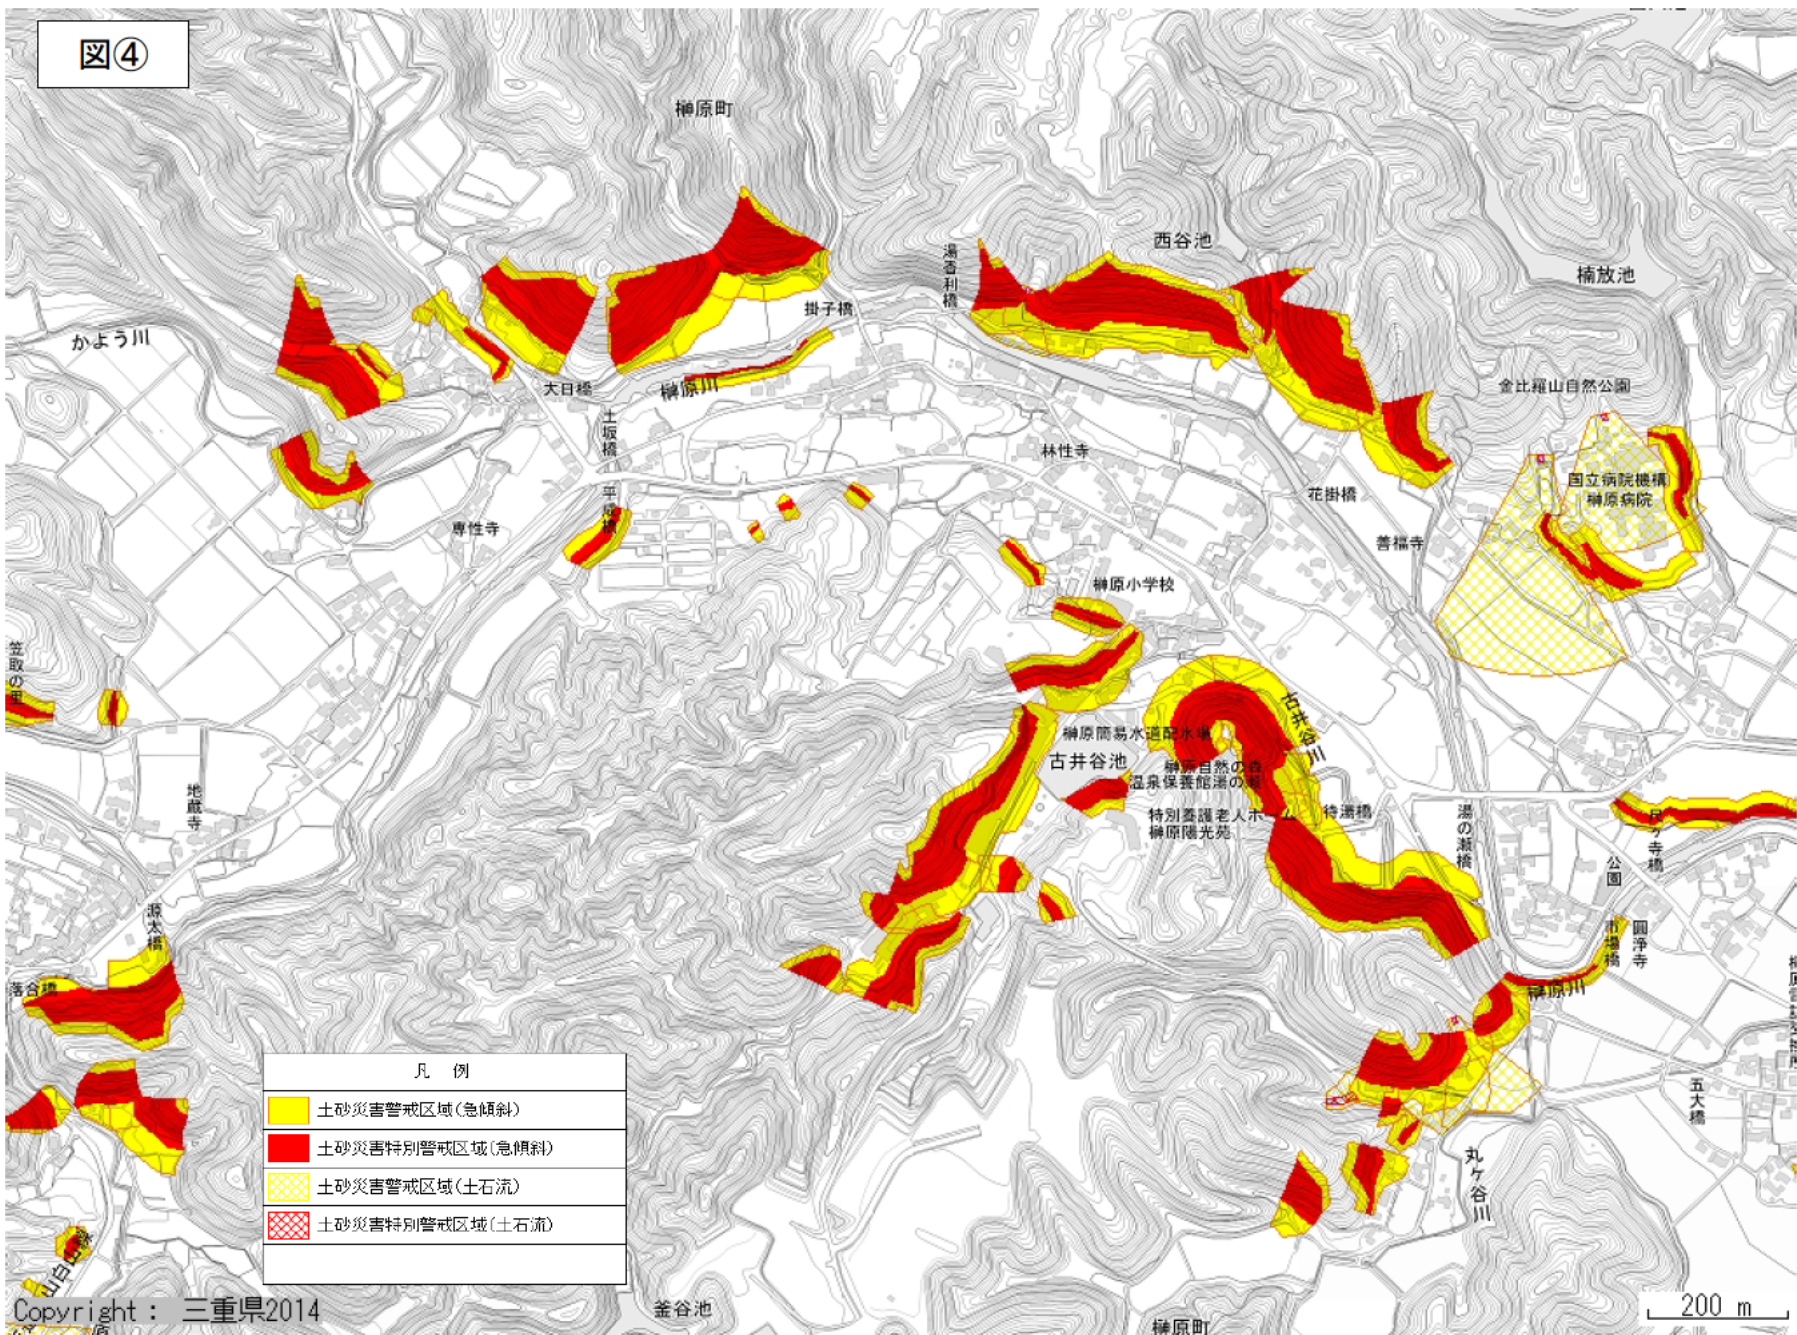 図④
榊原町
西谷池
湯香利橋
楠放池
掛子橋
かよう川
大日橋
榊原川
金比羅山自然公園
土坂橋
林性寺
国立病院機構
榊原病院
花掛橋
平成橋
専性寺
善福寺
榊原小学校
笠取の里
古井谷川
榊原簡易水道配水場
古井谷池
榊原自然の森
温泉保養館湯の瀬
地蔵寺
特別養護老人ホーム
榊原陽光苑
待湯橋
湯の瀬橋
尺ヶ寺橋
公園
源太橋
市場橋
圓浄寺
落合橋
榊原川
五大橋
丸ヶ谷川
凡 例
土砂災害警戒区域(急傾斜)
土砂災害特別警戒区域(急傾斜)
土砂災害警戒区域(土石流)
土砂災害特別警戒区域(土石流)
Copyright : 三重県2014
釜谷池
榊原町
200 m